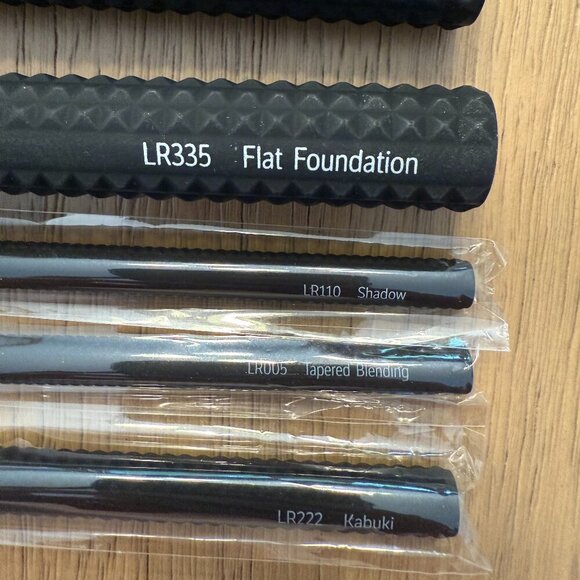 LR335 Flat Foundation
LR110 Shadow
LR005 Tapered Blending
LR222 Kabuki